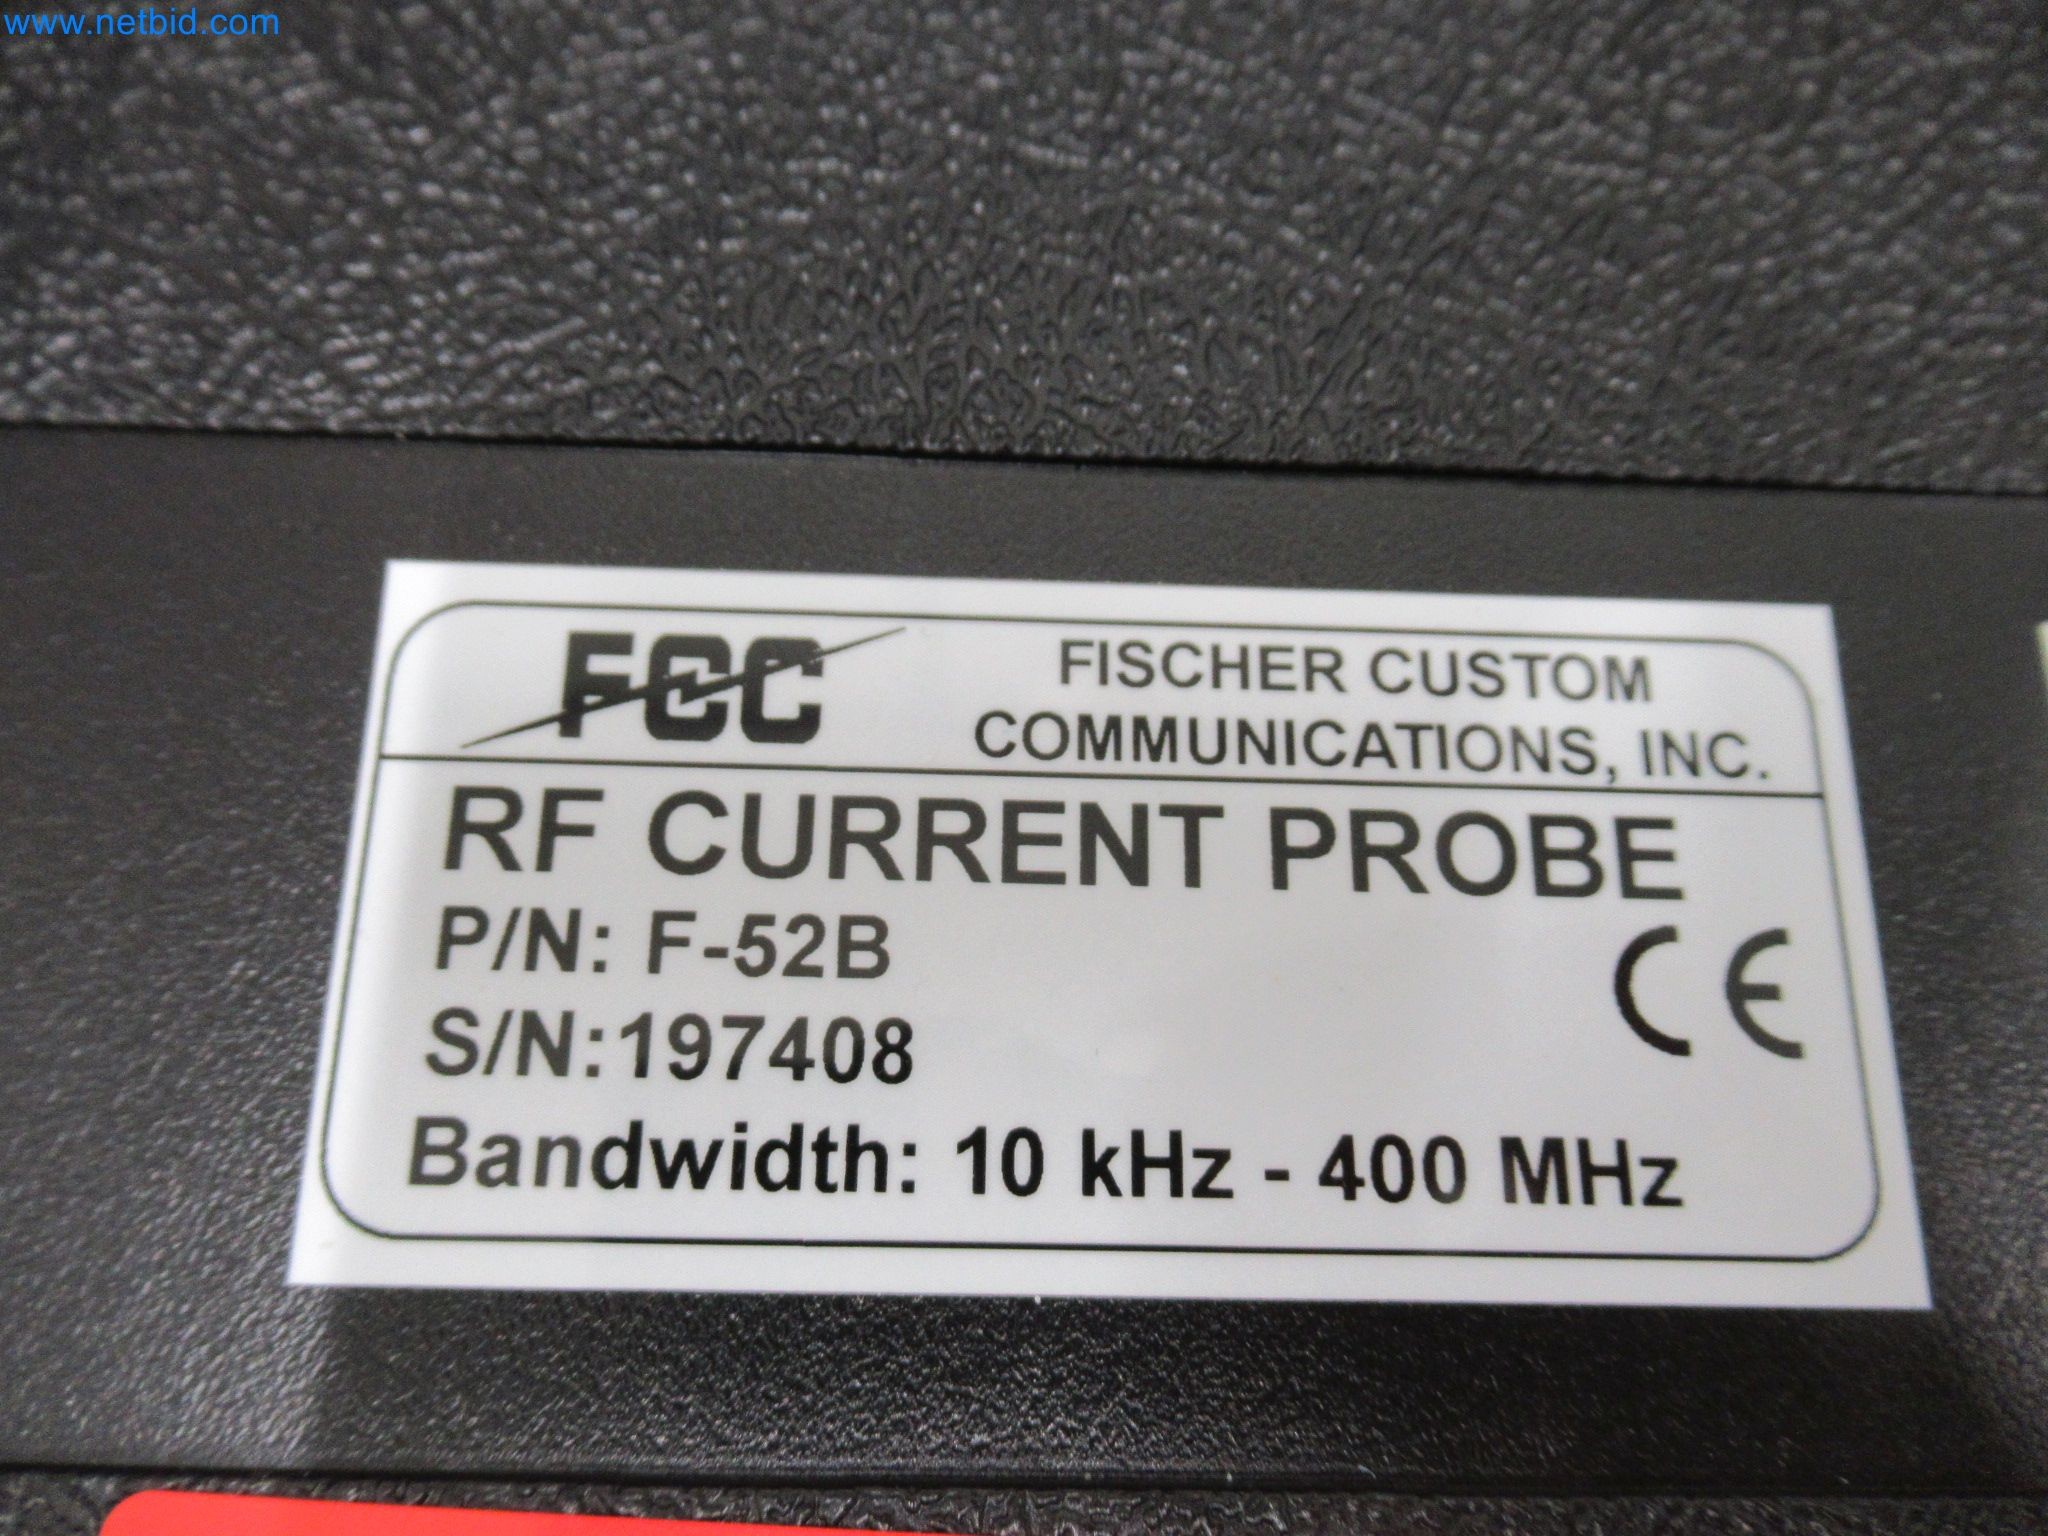 www.netbid.com
FCC
FISCHER CUSTOM
COMMUNICATIONS, INC.
RF CURRENT PROBE
P/N: F-52B
CE
S/N:197408
Bandwidth: 10 kHz - 400 MHz